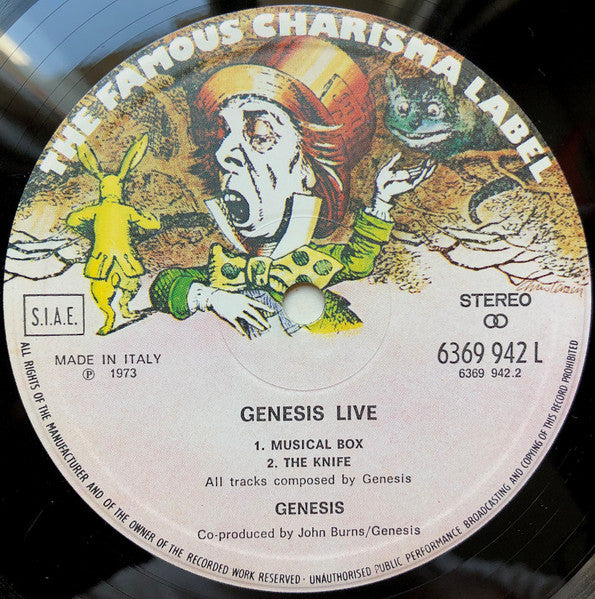 THE FAMOUS CHARISMA LABEL
S.I.A.E.
STEREO
MADE IN ITALY
6369 942 L
℗ 1973
6369 942.2
GENESIS LIVE
1. MUSICAL BOX
2. THE KNIFE
All tracks composed by Genesis
GENESIS
Co-produced by John Burns/Genesis
ALL RIGHTS OF THE MANUFACTURER AND OF THE OWNER OF THE RECORDED WORK RESERVED · UNAUTHORISED PUBLIC PERFORMANCE BROADCASTING AND COPYING OF THIS RECORD PROHIBITED